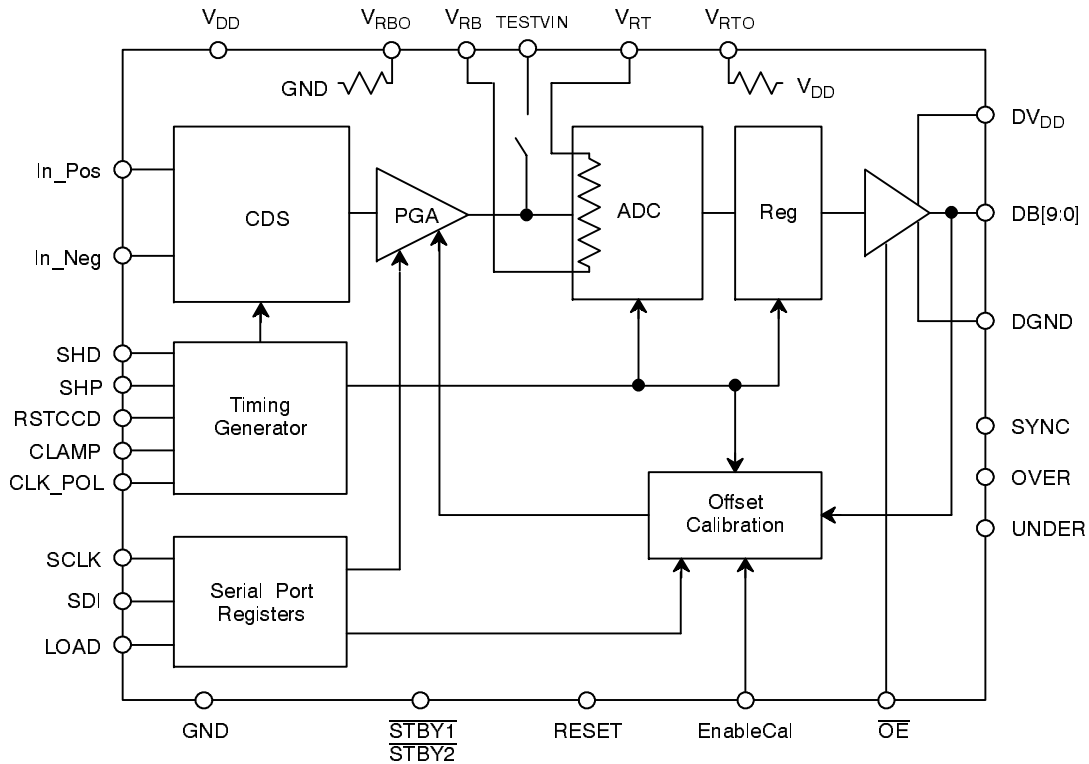 VDD VRBO VRB TESTVIN VRT VRTO
GND VDD
DVDD
In_Pos
CDS PGA ADC Reg
DB[9:0]
In_Neg
DGND
SHD
SHP
RSTCCD
CLAMP
CLK_POL
Timing
Generator
SYNC
OVER
UNDER
Offset
Calibration
SCLK
SDI
LOAD
Serial Port
Registers
GND STBY1 RESET EnableCal OE
STBY2